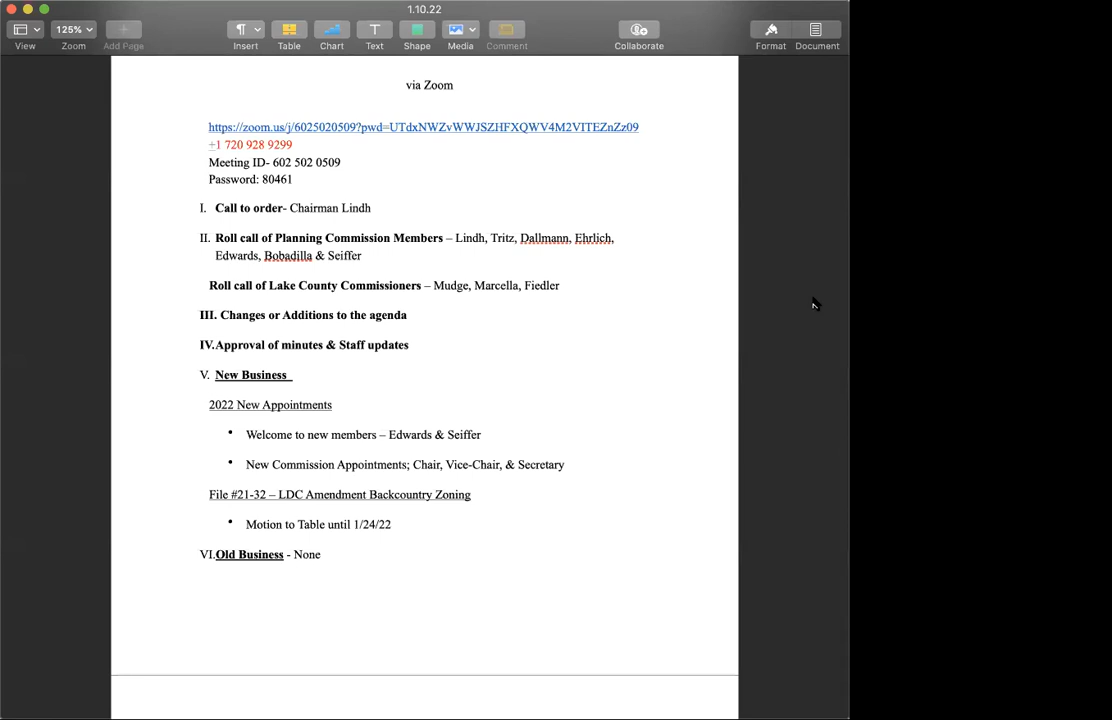 1.10.22
125%
View
Zoom
Add Page
Insert
Table
Chart
Text
Shape
Media
Comment
Collaborate
Format
Document
via Zoom
https://zoom.us/j/6025020509?pwd=UTdxNWZvWWJSZHFXQWV4M2VITEZnZz09
+1 720 928 9299
Meeting ID- 602 502 0509
Password: 80461
I. Call to order- Chairman Lindh
II. Roll call of Planning Commission Members – Lindh, Tritz, Dallmann, Ehrlich,
Edwards, Bobadilla & Seiffer
Roll call of Lake County Commissioners – Mudge, Marcella, Fiedler
III. Changes or Additions to the agenda
IV.Approval of minutes & Staff updates
V. New Business
2022 New Appointments
• Welcome to new members – Edwards & Seiffer
• New Commission Appointments; Chair, Vice-Chair, & Secretary
File #21-32 – LDC Amendment Backcountry Zoning
• Motion to Table until 1/24/22
VI.Old Business - None